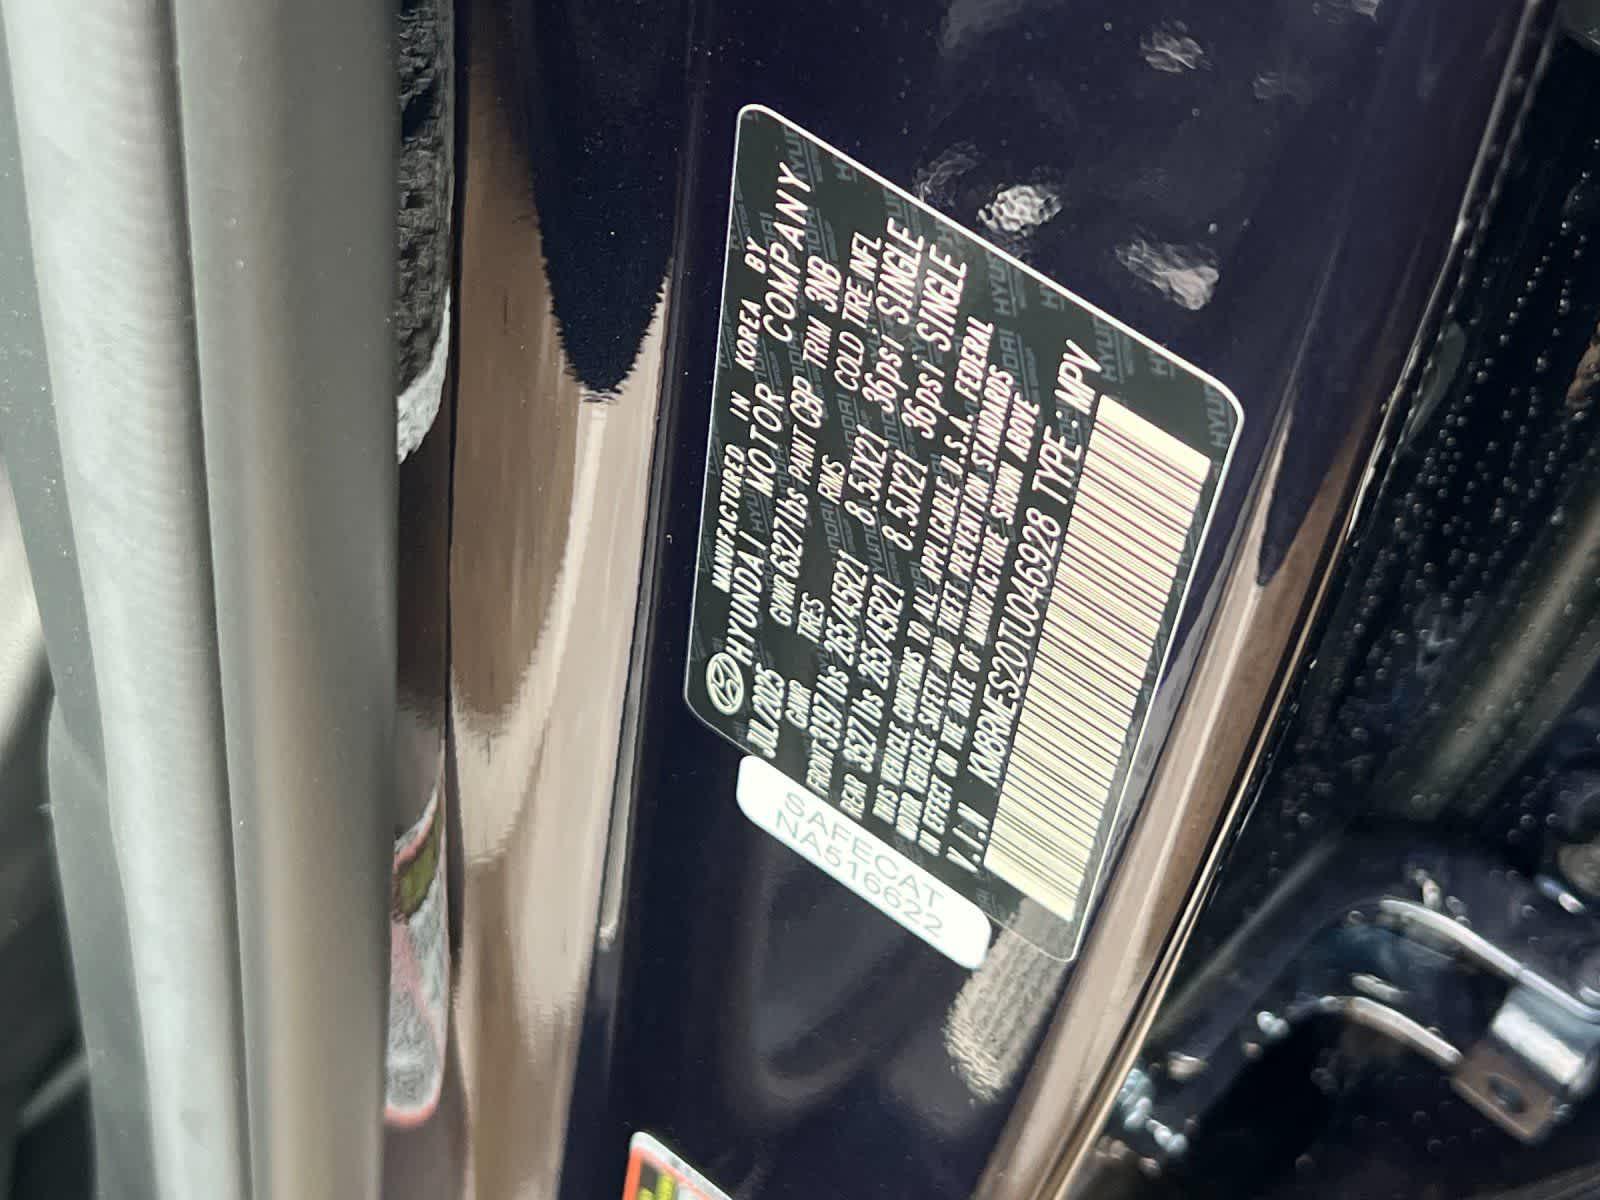 MANUFACTURED IN KOREA BY
HYUNDAI MOTOR COMPANY
JUL/2025 GVWR 6327lbs PAINT CBP TRIM 3NB
GAWR TIRES RIMS COLD TIRE INFL
FRONT 3197lbs 265/45R21 8.5JX21 36psi SINGLE
REAR 3527lbs 265/45R21 8.5JX21 36psi SINGLE
THIS VEHICLE CONFORMS TO ALL APPLICABLE U.S.A. FEDERAL
MOTOR VEHICLE SAFETY AND THEFT PREVENTION STANDARDS
IN EFFECT ON THE DATE OF MANUFACTURE SHOWN ABOVE
V.I.N KM8RMES20TU046928 TYPE : MPV
SAFECAT
NA516622